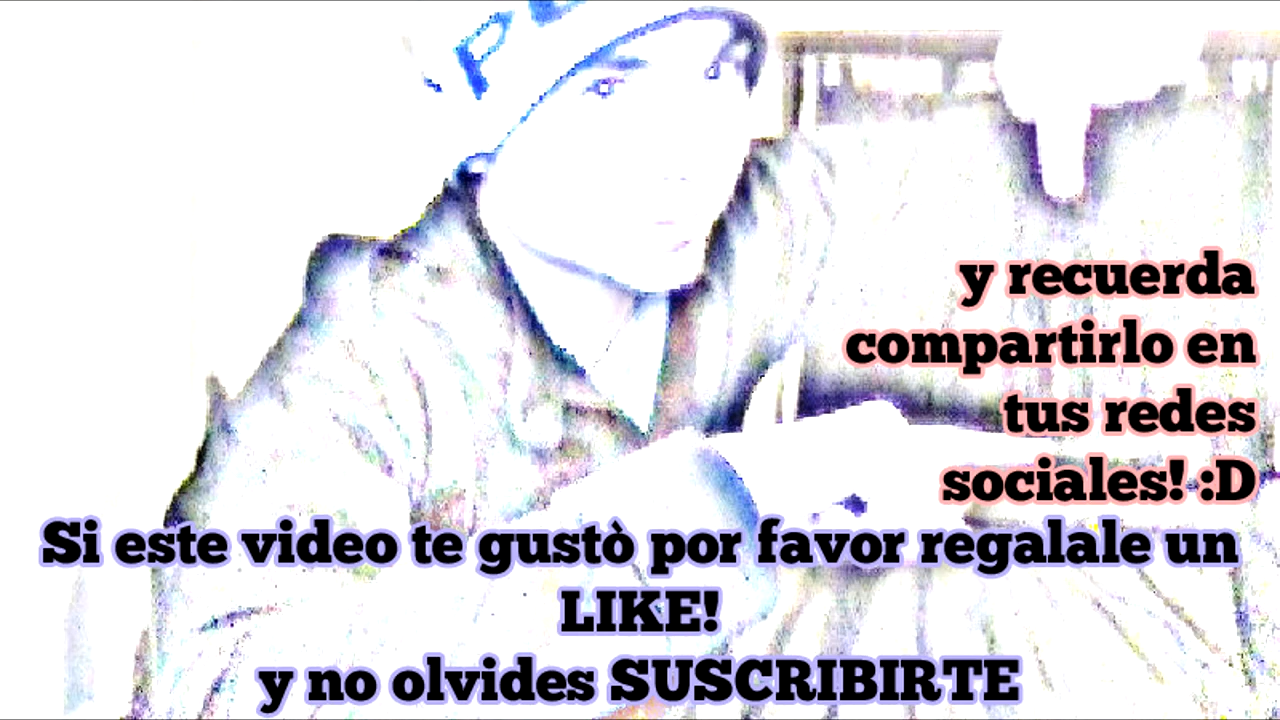 y recuerda
compartirlo en
tus redes
sociales! :D
Si este video te gustò por favor regalale un
LIKE!
y no olvides SUSCRIBIRTE